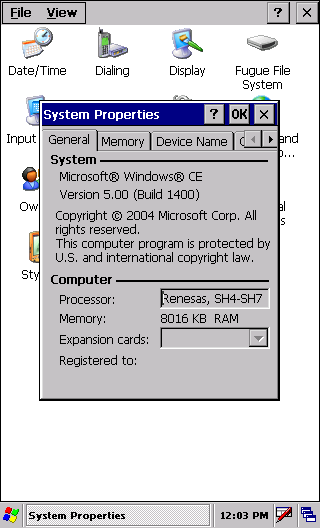 File View ? ×
Date/Time Dialing Display Fugue File
System
System Properties ? OK ×
Input
General Memory Device Name
and
o...
System
Microsoft® Windows® CE
Version 5.00 (Build 1400)
Ow
al
s
Copyright © 2004 Microsoft Corp. All
rights reserved.
This computer program is protected by
U.S. and international copyright law.
Sty
Computer
Processor: Renesas, SH4-SH7
Memory: 8016 KB RAM
Expansion cards:
Registered to:
System Properties 12:03 PM